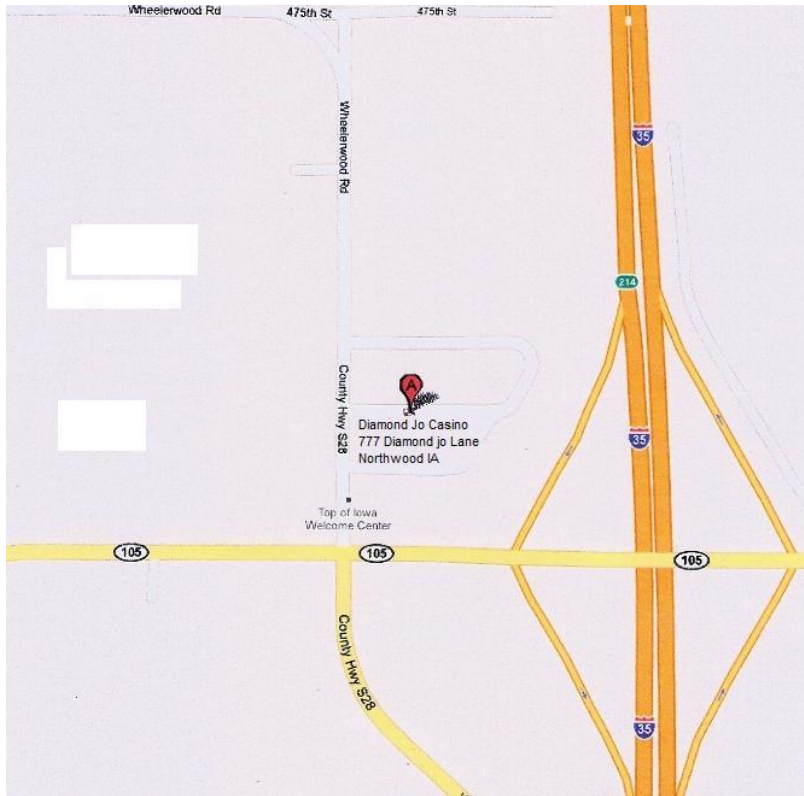 Wheelerwood Rd
475th St
475th St
Wheelerwood Rd
35
214
A
County Hwy S28
35
Diamond Jo Casino
777 Diamond jo Lane
Northwood IA
Top of Iowa
Welcome Center
105
105
105
County Hwy S28
35